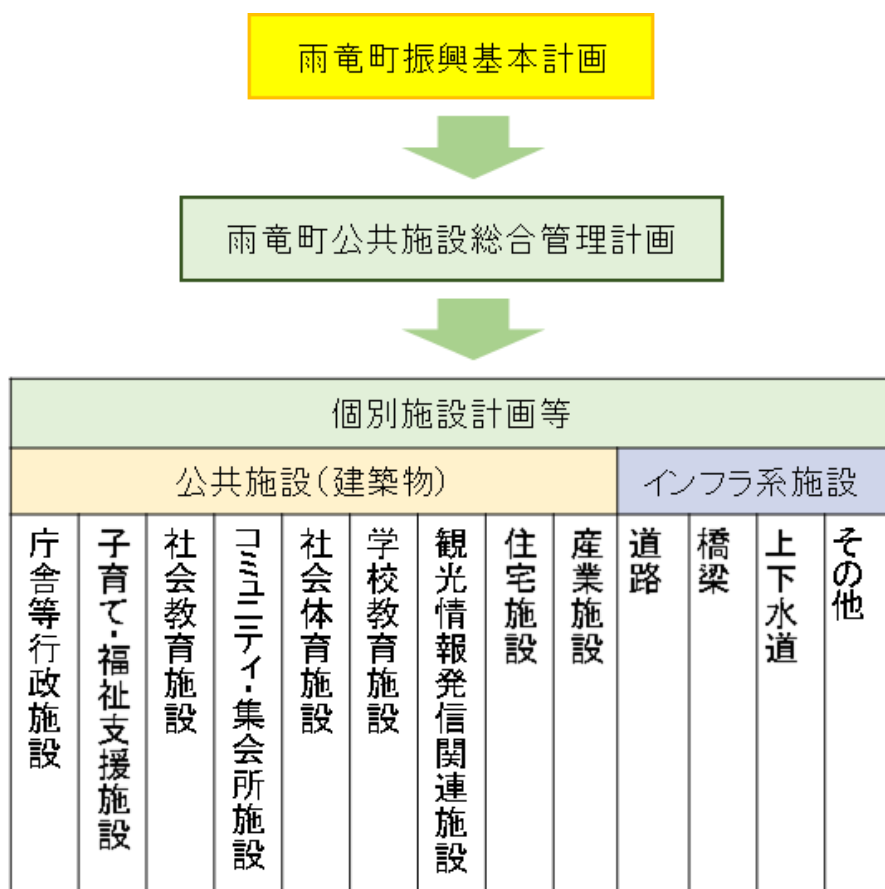 雨竜町振興基本計画
雨竜町公共施設総合管理計画
個別施設計画等
公共施設(建築物)
インフラ系施設
庁舎等行政施設
子育て・福祉支援施設
社会教育施設
コミュニティ・集会所施設
社会体育施設
学校教育施設
観光情報発信関連施設
住宅施設
産業施設
道路
橋梁
上下水道
その他